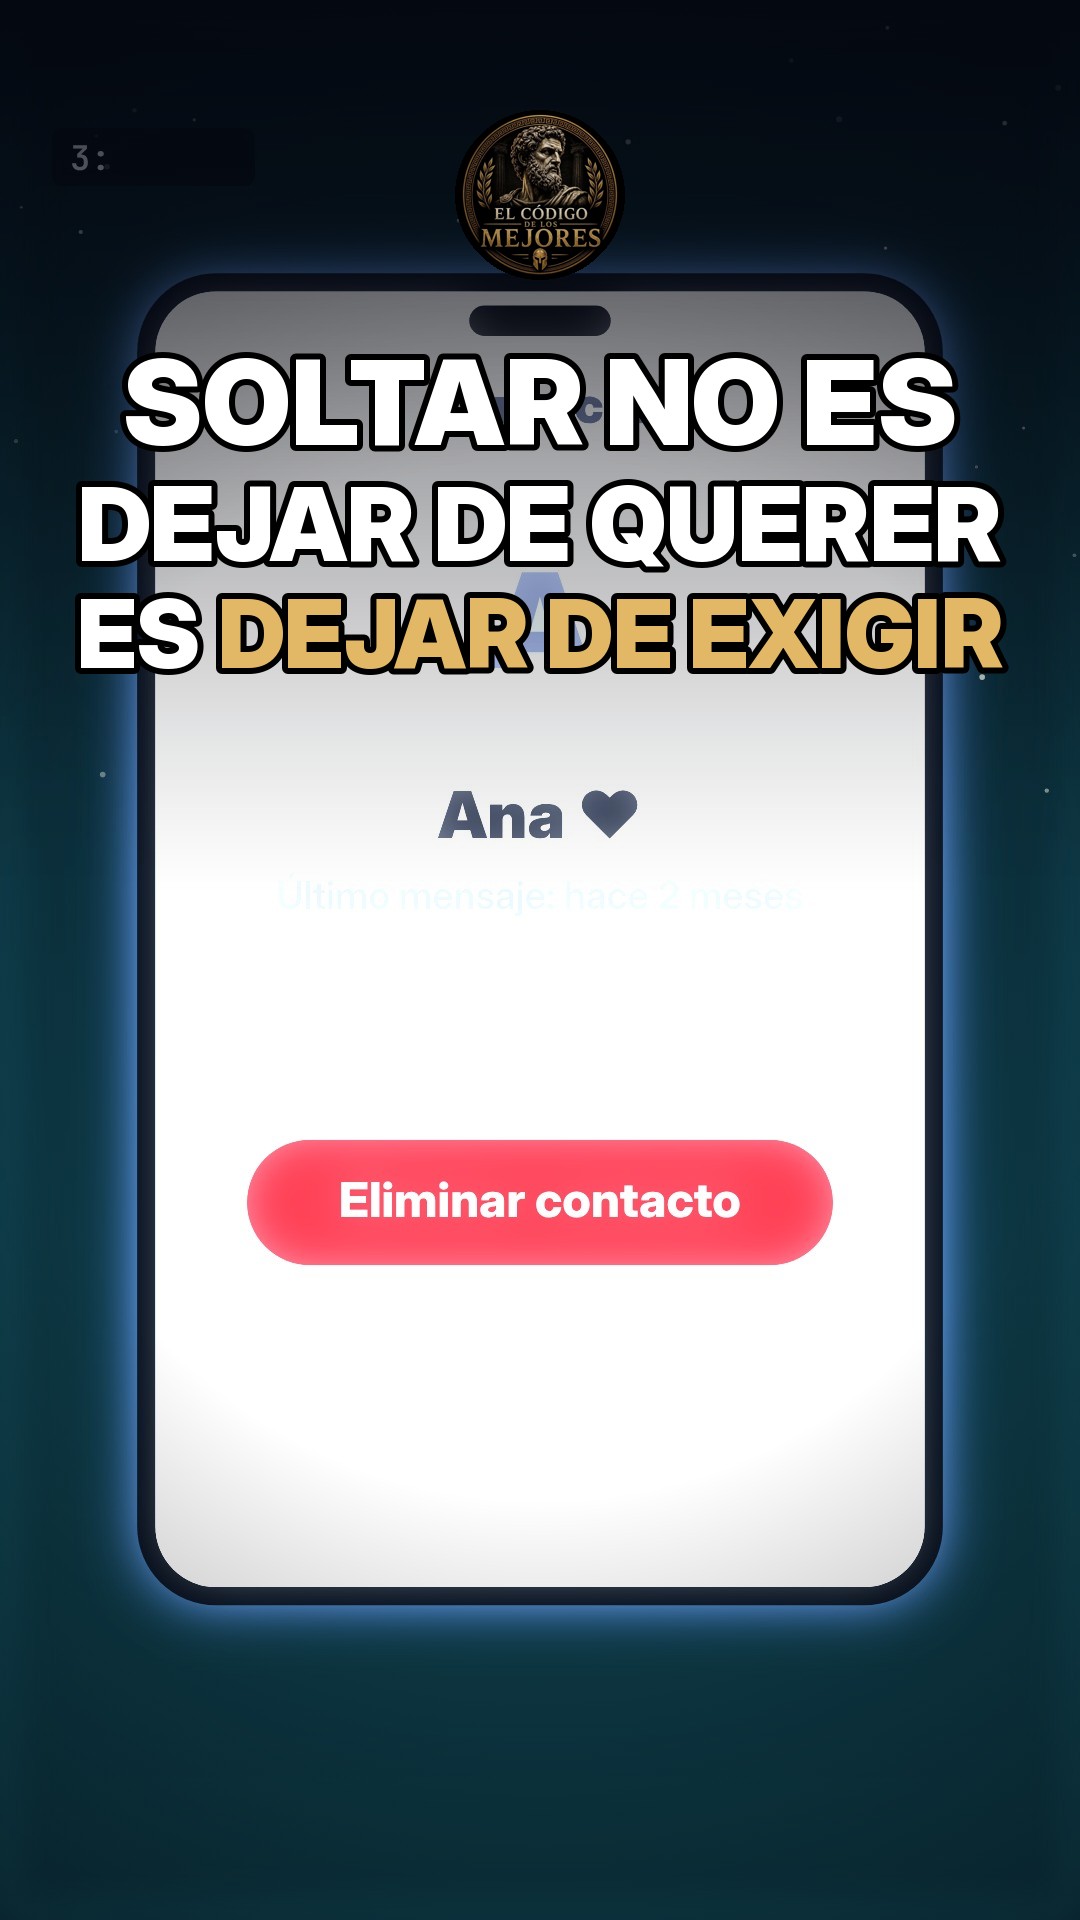 3:
EL CÓDIGO
DE LOS
MEJORES
SOLTAR NO ES
DEJAR DE QUERER
ES DEJAR DE EXIGIR
A
Ana ♥
Último mensaje: hace 2 meses
Eliminar contacto